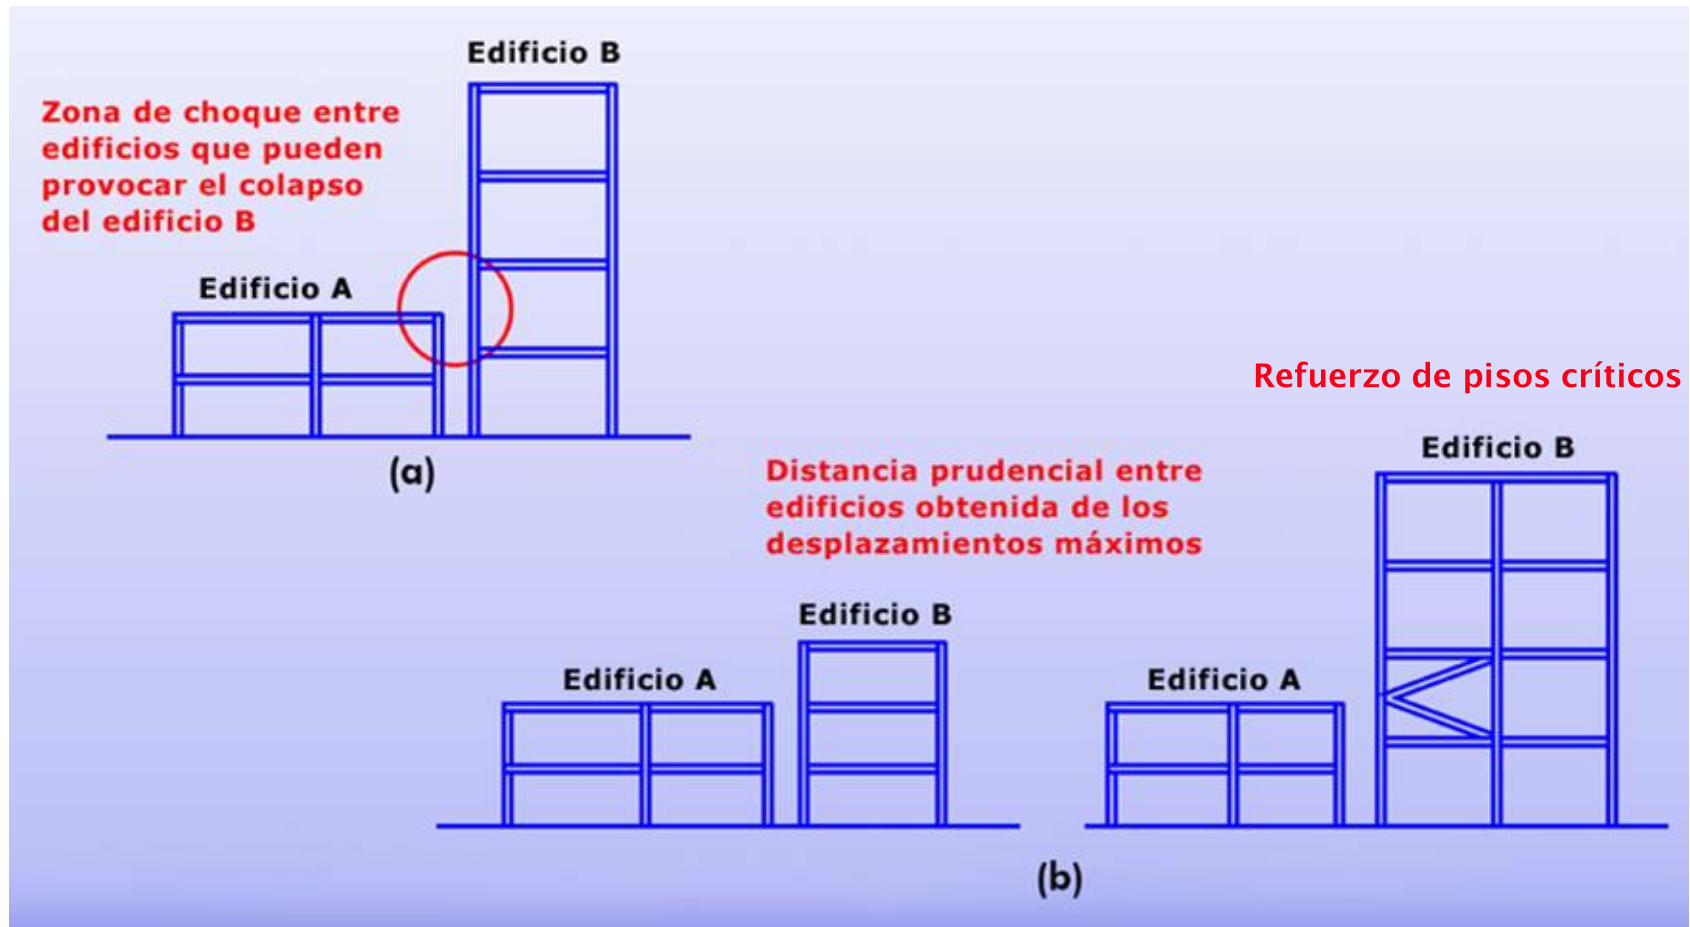 Edificio B
Zona de choque entre
edificios que pueden
provocar el colapso
del edificio B
Edificio A
(a)
Refuerzo de pisos críticos
Edificio B
Distancia prudencial entre
edificios obtenida de los
desplazamientos máximos
Edificio B
Edificio A
Edificio A
(b)